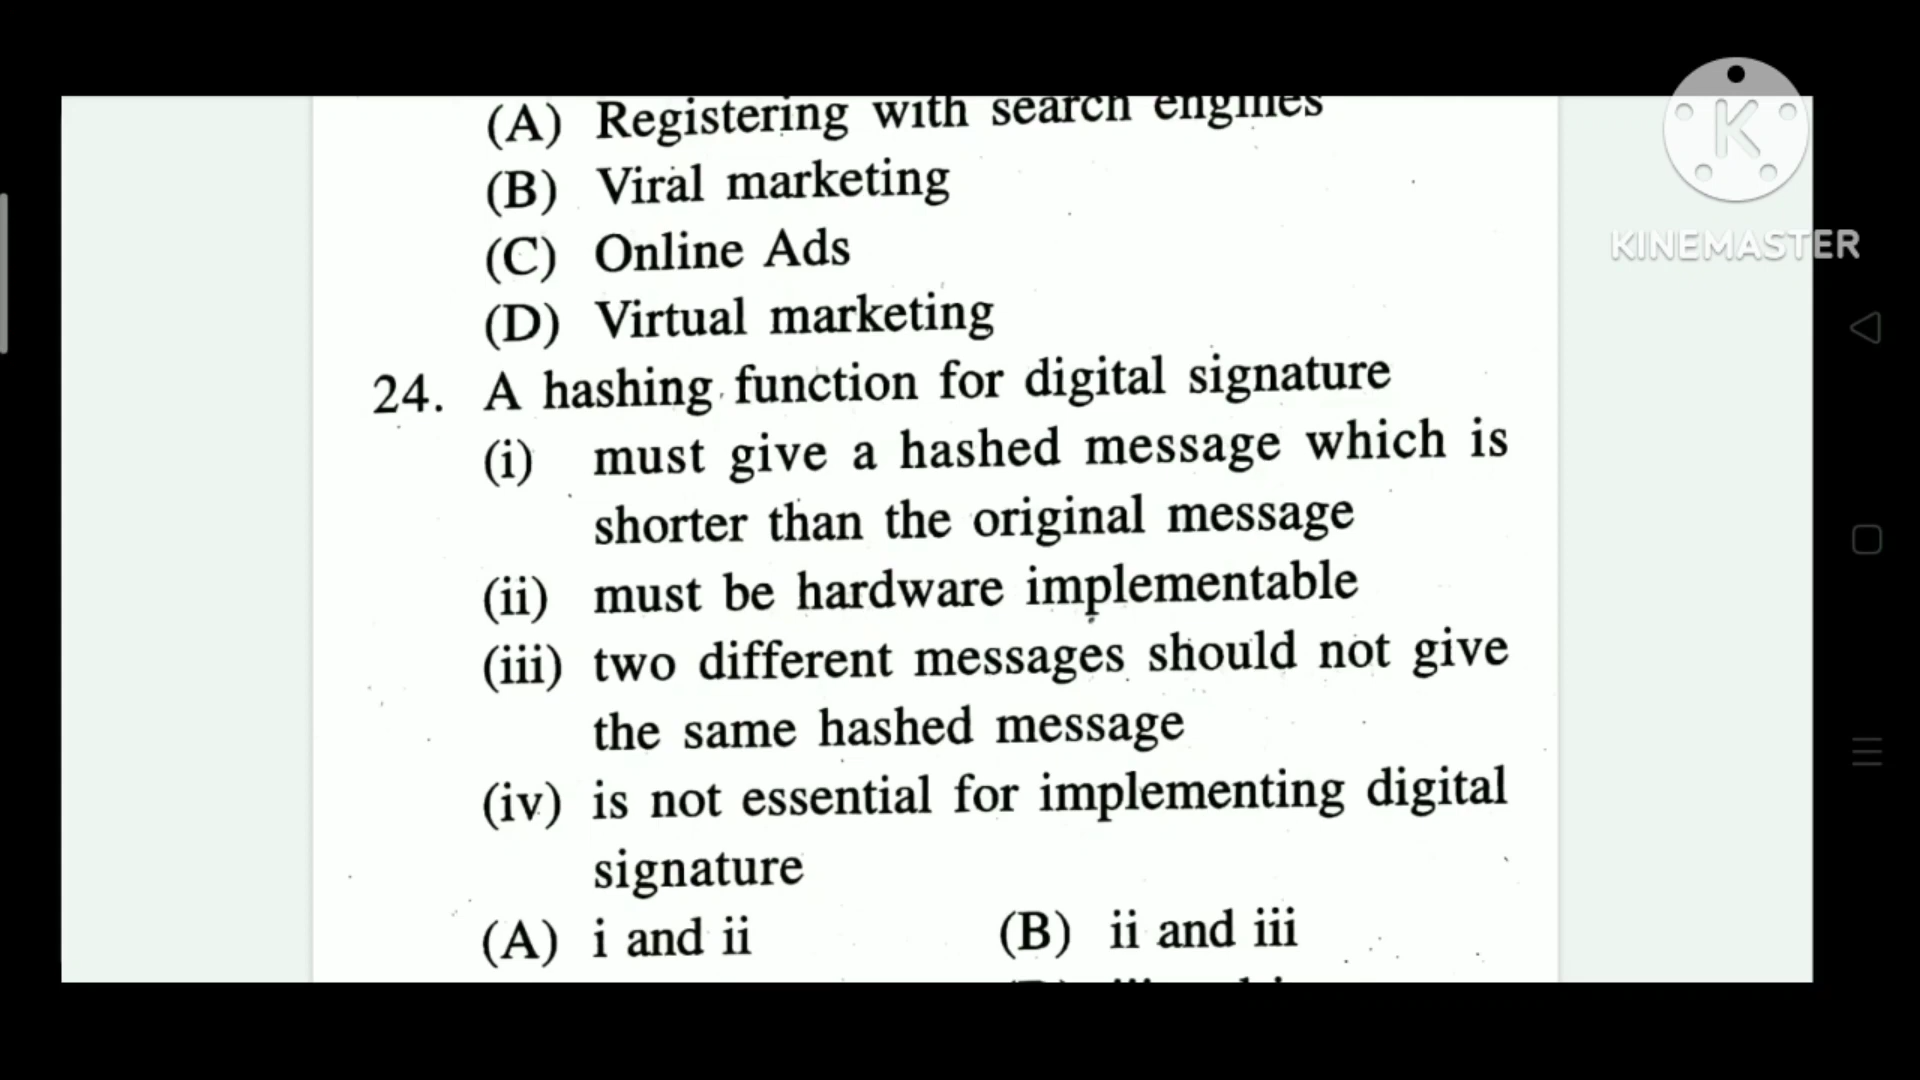 (A) Registering with search engines
(B) Viral marketing
(C) Online Ads
(D) Virtual marketing
24. A hashing function for digital signature
(i) must give a hashed message which is
shorter than the original message
(ii) must be hardware implementable
(iii) two different messages should not give
the same hashed message
(iv) is not essential for implementing digital
signature
(A) i and ii (B) ii and iii
K
KINEMASTER